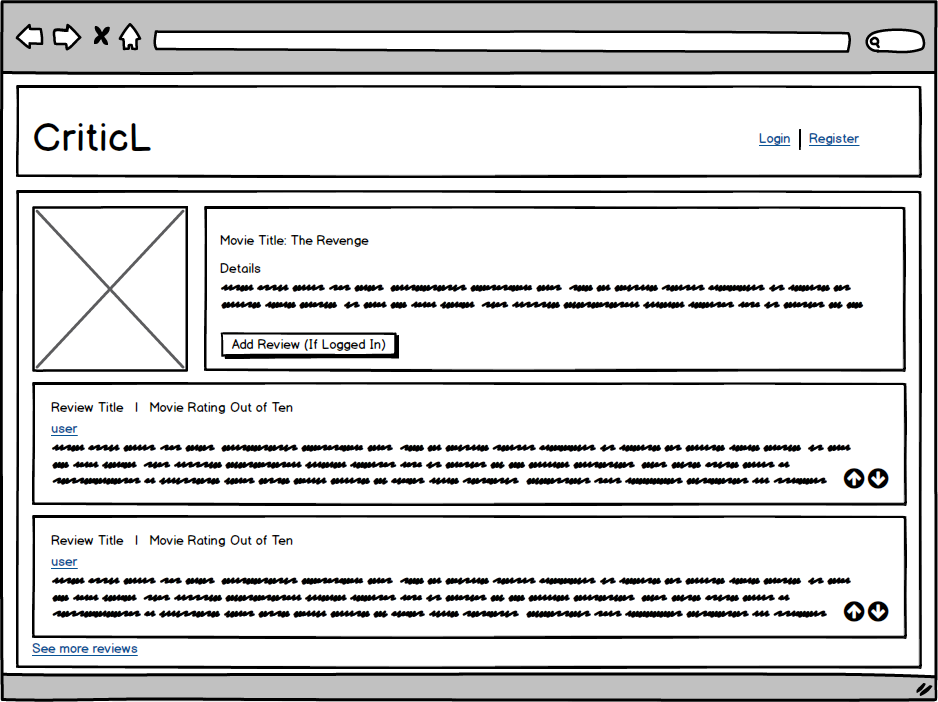 CriticL
Login | Register
Movie Title: The Revenge
Details
Add Review (If Logged In)
Review Title | Movie Rating Out of Ten
user
Review Title | Movie Rating Out of Ten
user
See more reviews